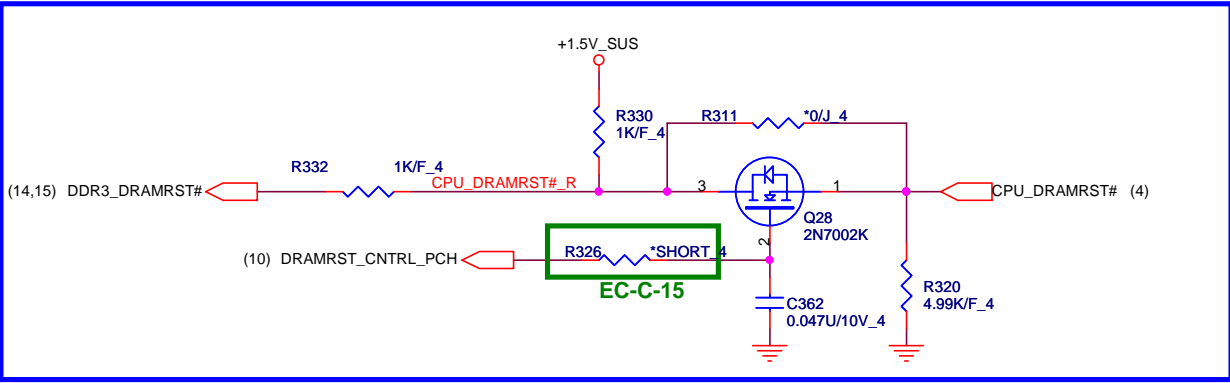 +1.5V_SUS
R330
1K/F_4
R311
*0/J_4
R332
1K/F_4
(14,15) DDR3_DRAMRST#
CPU_DRAMRST#_R
3
1
CPU_DRAMRST# (4)
Q28
2N7002K
2
(10) DRAMRST_CNTRL_PCH
R326
*SHORT_4
EC-C-15
R320
4.99K/F_4
C362
0.047U/10V_4